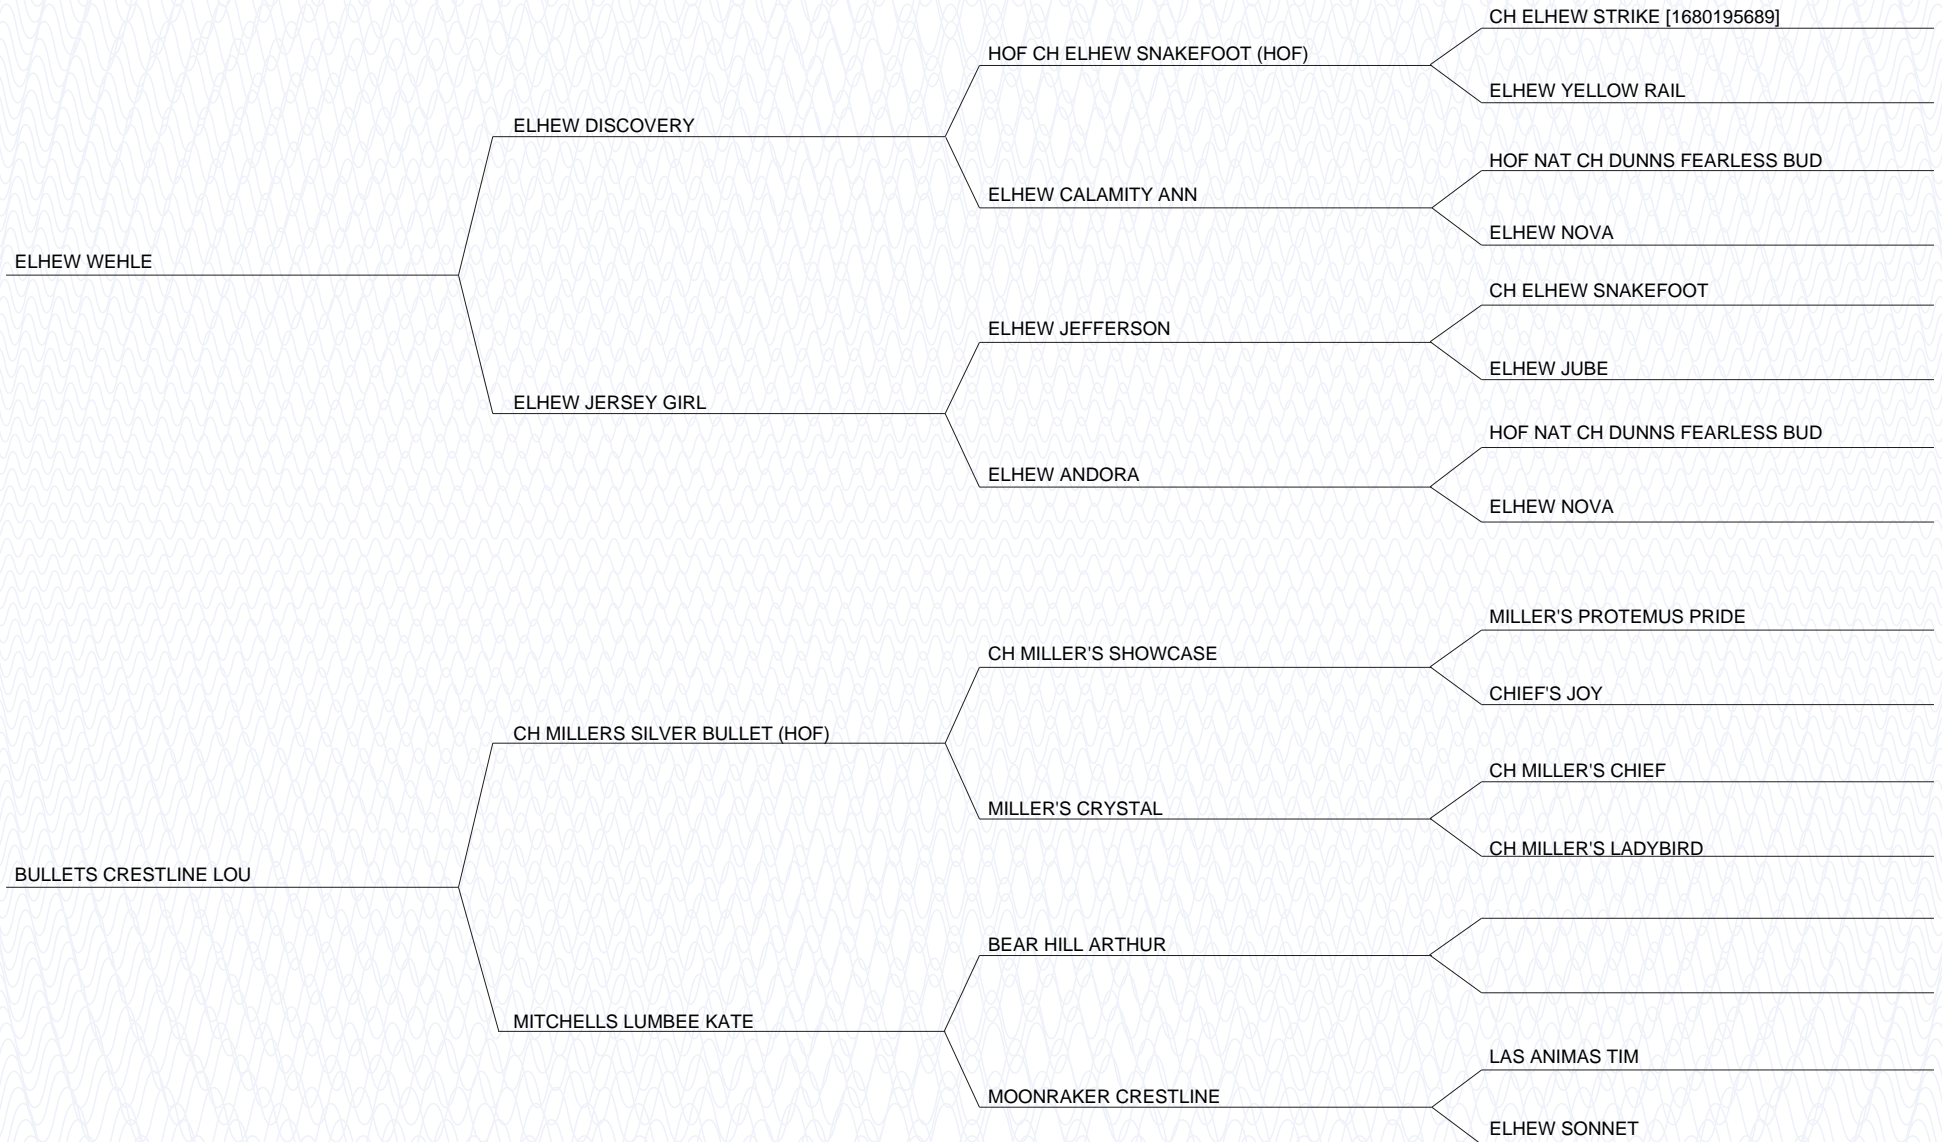 CH ELHEW STRIKE [1680195689]
HOF CH ELHEW SNAKEFOOT (HOF)
ELHEW YELLOW RAIL
ELHEW DISCOVERY
HOF NAT CH DUNNS FEARLESS BUD
ELHEW CALAMITY ANN
ELHEW NOVA
ELHEW WEHLE
CH ELHEW SNAKEFOOT
ELHEW JEFFERSON
ELHEW JUBE
ELHEW JERSEY GIRL
HOF NAT CH DUNNS FEARLESS BUD
ELHEW ANDORA
ELHEW NOVA
MILLER'S PROTEMUS PRIDE
CH MILLER'S SHOWCASE
CHIEF'S JOY
CH MILLERS SILVER BULLET (HOF)
CH MILLER'S CHIEF
MILLER'S CRYSTAL
CH MILLER'S LADYBIRD
BULLETS CRESTLINE LOU
BEAR HILL ARTHUR
MITCHELLS LUMBEE KATE
LAS ANIMAS TIM
MOONRAKER CRESTLINE
ELHEW SONNET